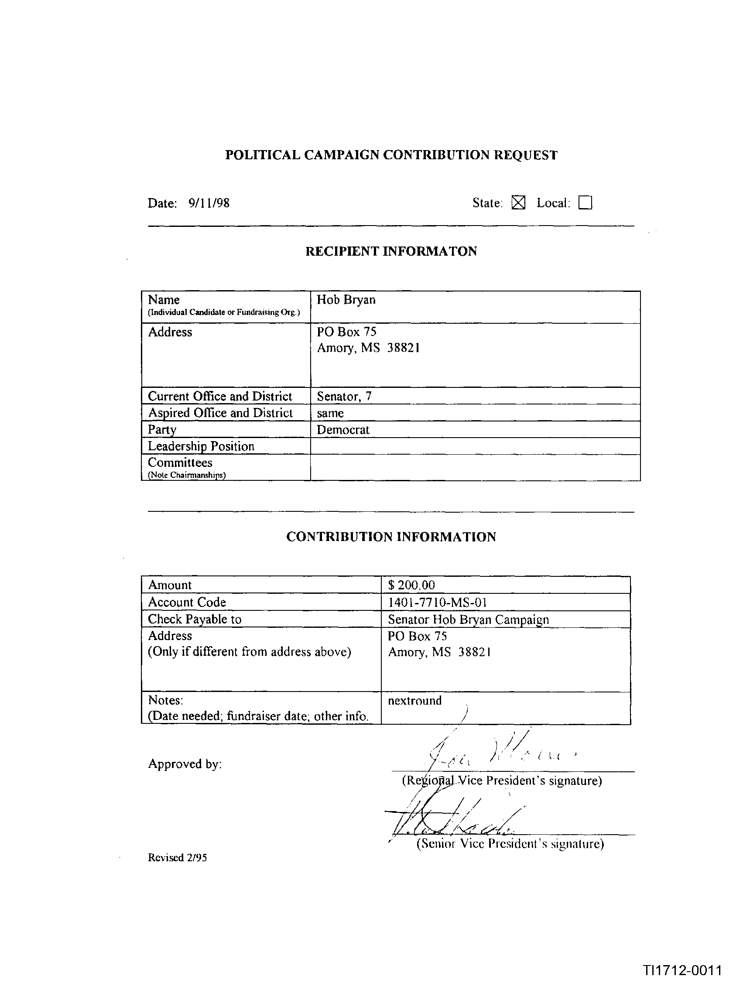 POLITICAL CAMPAIGN CONTRIBUTION REQUEST
Date: 9/11/98 State: ☒ Local: ☐
RECIPIENT INFORMATON
Name Hob Bryan
(Individual Candidate or Fundraising Org.)
Address PO Box 75
Amory, MS 38821
Current Office and District Senator, 7
Aspired Office and District same
Party Democrat
Leadership Position
Committees
(Note Chairmanships)
CONTRIBUTION INFORMATION
Amount $ 200.00
Account Code 1401-7710-MS-01
Check Payable to Senator Hob Bryan Campaign
Address PO Box 75
(Only if different from address above) Amory, MS 38821
Notes: nextround
(Date needed; fundraiser date; other info.
Approved by:
(Regional Vice President's signature)
(Senior Vice President's signature)
Revised 2/95
TI1712-0011